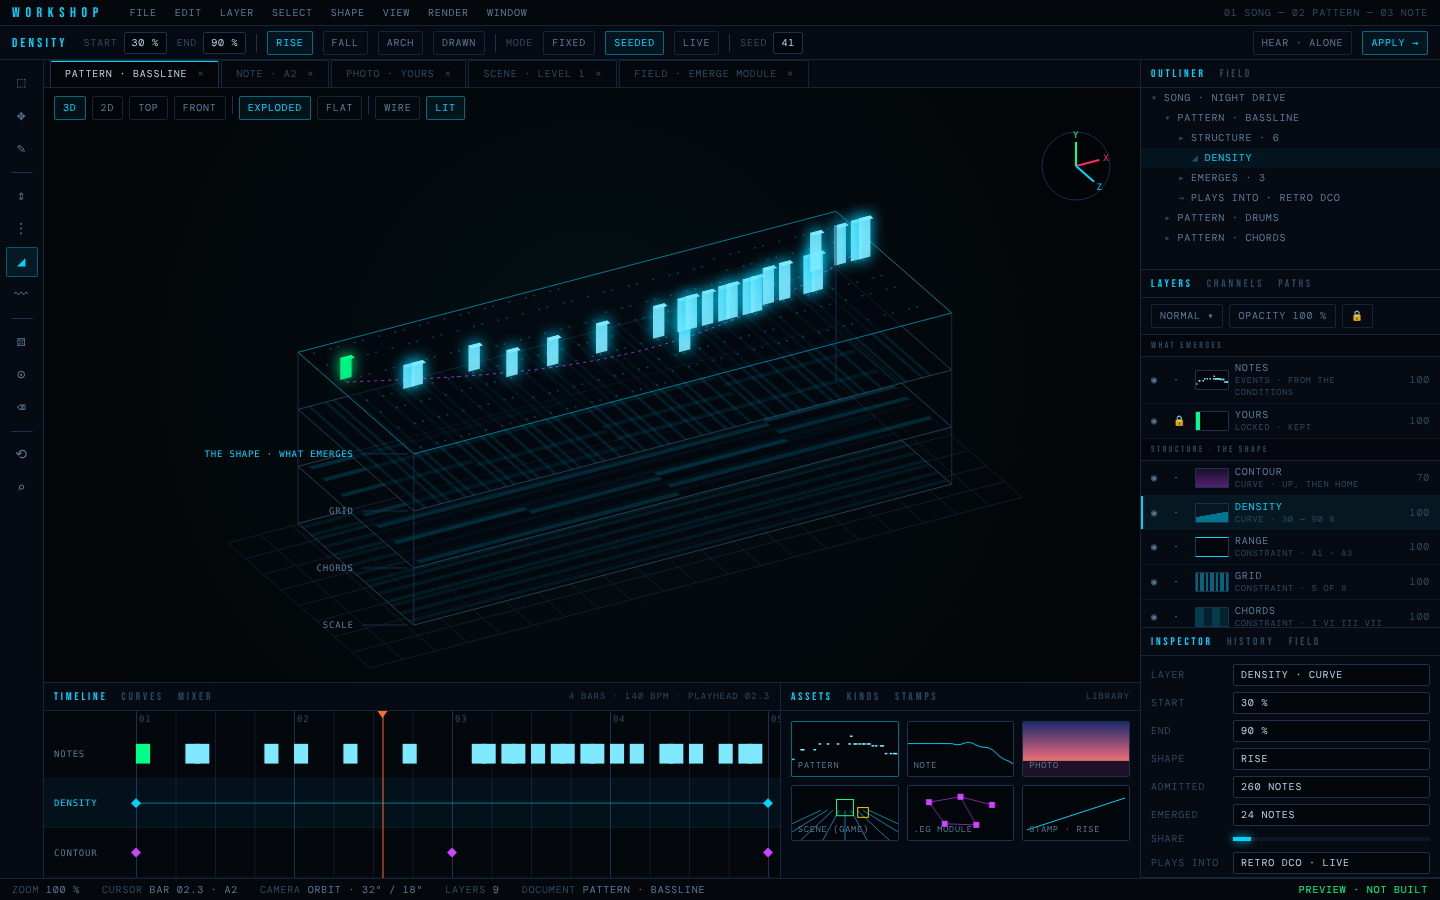 WORKSHOP FILE EDIT LAYER SELECT SHAPE VIEW RENDER WINDOW 01 SONG — 02 PATTERN — 03 NOTE
DENSITY START 30 % END 90 % RISE FALL ARCH DRAWN MODE FIXED SEEDED LIVE SEED 41 HEAR · ALONE APPLY →
PATTERN · BASSLINE × NOTE · A2 × PHOTO · YOURS × SCENE · LEVEL 1 × FIELD · EMERGE MODULE ×
3D 2D TOP FRONT EXPLODED FLAT WIRE LIT
Y
X
Z
THE SHAPE · WHAT EMERGES
GRID
CHORDS
SCALE
OUTLINER FIELD
▾ SONG · NIGHT DRIVE
▾ PATTERN · BASSLINE
▸ STRUCTURE · 6
◢ DENSITY
▸ EMERGES · 3
→ PLAYS INTO · RETRO DCO
▸ PATTERN · DRUMS
▸ PATTERN · CHORDS
LAYERS CHANNELS PATHS
NORMAL ▾ OPACITY 100 %
WHAT EMERGES
NOTES
EVENTS · FROM THE
CONDITIONS
100
YOURS
LOCKED · KEPT
100
STRUCTURE · THE SHAPE
CONTOUR
CURVE · UP, THEN HOME
70
DENSITY
CURVE · 30 → 90 %
100
RANGE
CONSTRAINT · A1 – A3
100
GRID
CONSTRAINT · 5 OF 8
100
CHORDS
CONSTRAINT · I VI III VII
100
INSPECTOR HISTORY FIELD
LAYER DENSITY · CURVE
START 30 %
END 90 %
SHAPE RISE
ADMITTED 260 NOTES
EMERGED 24 NOTES
SHARE
PLAYS INTO RETRO DCO · LIVE
TIMELINE CURVES MIXER 4 BARS · 140 BPM · PLAYHEAD 02.3
01 02 03 04 05
NOTES
DENSITY
CONTOUR
ASSETS KINDS STAMPS LIBRARY
PATTERN NOTE PHOTO
SCENE (GAME) .EG MODULE STAMP · RISE
ZOOM 100 % CURSOR BAR 02.3 · A2 CAMERA ORBIT · 32° / 18° LAYERS 9 DOCUMENT PATTERN · BASSLINE PREVIEW · NOT BUILT